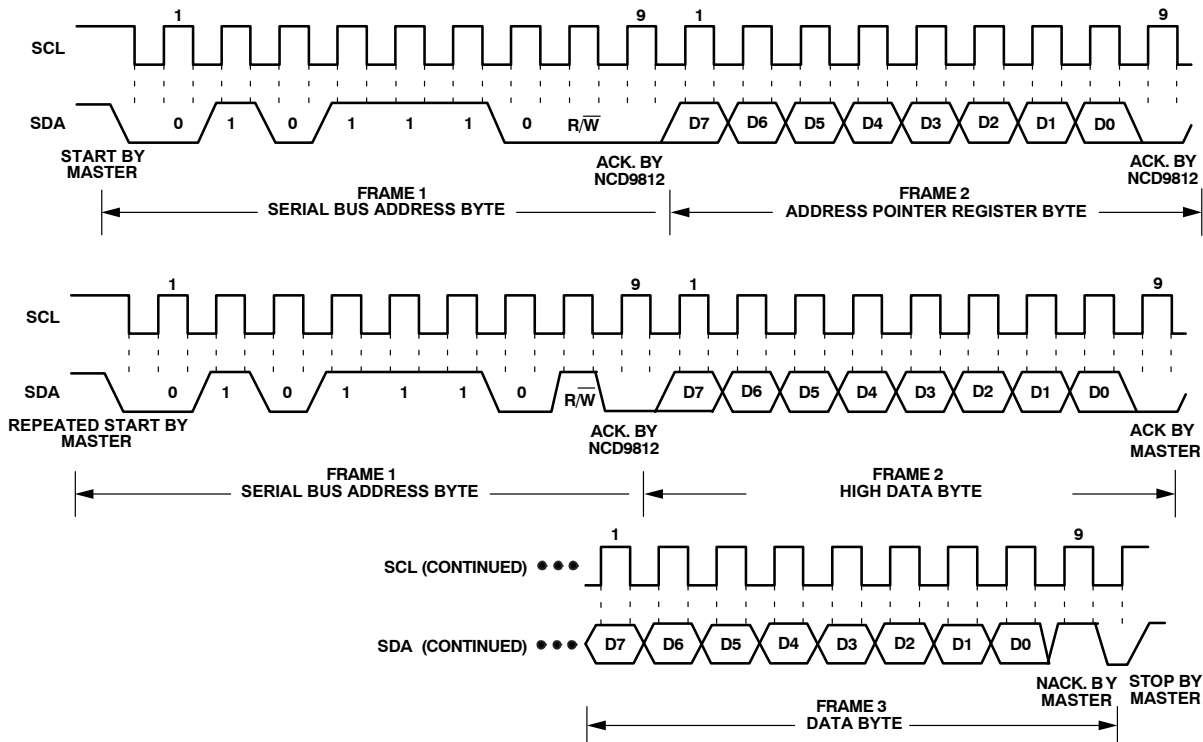 1 9 1 9
SCL
SDA 0 1 0 1 1 1 0 R/W D7 D6 D5 D4 D3 D2 D1 D0
START BY
MASTER
ACK. BY
NCD9812
ACK. BY
NCD9812
FRAME 1
SERIAL BUS ADDRESS BYTE
FRAME 2
ADDRESS POINTER REGISTER BYTE
1 9 1 9
SCL
SDA 0 1 0 1 1 1 0 R/W D7 D6 D5 D4 D3 D2 D1 D0
REPEATED START BY
MASTER
ACK. BY
NCD9812
ACK BY
MASTER
FRAME 1
SERIAL BUS ADDRESS BYTE
FRAME 2
HIGH DATA BYTE
1 9
SCL (CONTINUED)
SDA (CONTINUED) D7 D6 D5 D4 D3 D2 D1 D0
NACK. BY
MASTER
STOP BY
MASTER
FRAME 3
DATA BYTE